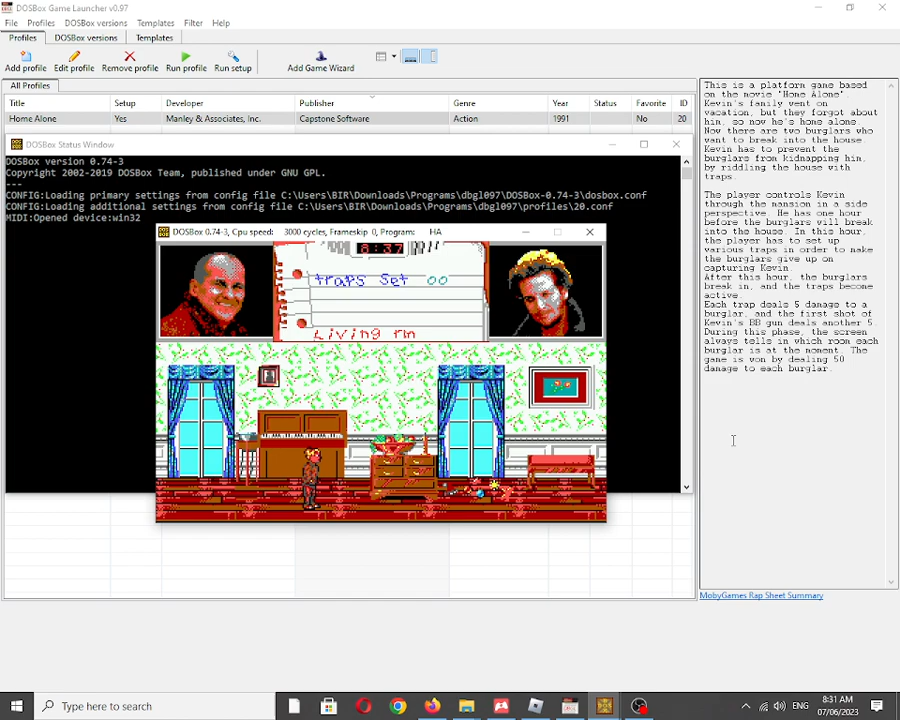 DOSBox Game Launcher v0.97
File Profiles DOSBox versions Templates Filter Help
Profiles DOSBox versions Templates
Add profile Edit profile Remove profile Run profile Run setup Add Game Wizard
All Profiles
Title Setup Developer Publisher Genre Year Status Favorite ID
Home Alone Yes Manley & Associates, Inc. Capstone Software Action 1991 No 20
DOSBox Status Window
DOSBox version 0.74-3
Copyright 2002-2019 DOSBox Team, published under GNU GPL.
---
CONFIG:Loading primary settings from config file C:\Users\BIR\Downloads\Programs\dbgl097\DOSBox-0.74-3\dosbox.conf
CONFIG:Loading additional settings from config file C:\Users\BIR\Downloads\Programs\dbgl097\profiles\20.conf
MIDI:Opened device:win32
DOSBox 0.74-3, Cpu speed: 3000 cycles, Frameskip 0, Program: HA
8:37
Traps Set 00
Living rm
This is a platform game based
on the movie "Home Alone".
Kevin's family went on
vacation, but they forgot about
him, so now he's home alone.
Now there are two burglars who
want to break into the house.
Kevin has to prevent the
burglars from kidnapping him,
by riddling the house with
traps.
The player controls Kevin
through the mansion in a side
perspective. He has one hour
before the burglars will break
into the house. In this hour,
the player has to set up
various traps in order to make
the burglars give up on
capturing Kevin.
After this hour, the burglars
break in, and the traps become
active.
Each trap deals 5 damage to a
burglar, and the first shot of
Kevin's BB gun deals another 5.
During this phase, the screen
always tells in which room each
burglar is at the moment. The
game is won by dealing 50
damage to each burglar.
MobyGames Rap Sheet Summary
Type here to search
ENG
8:31 AM
07/06/2023